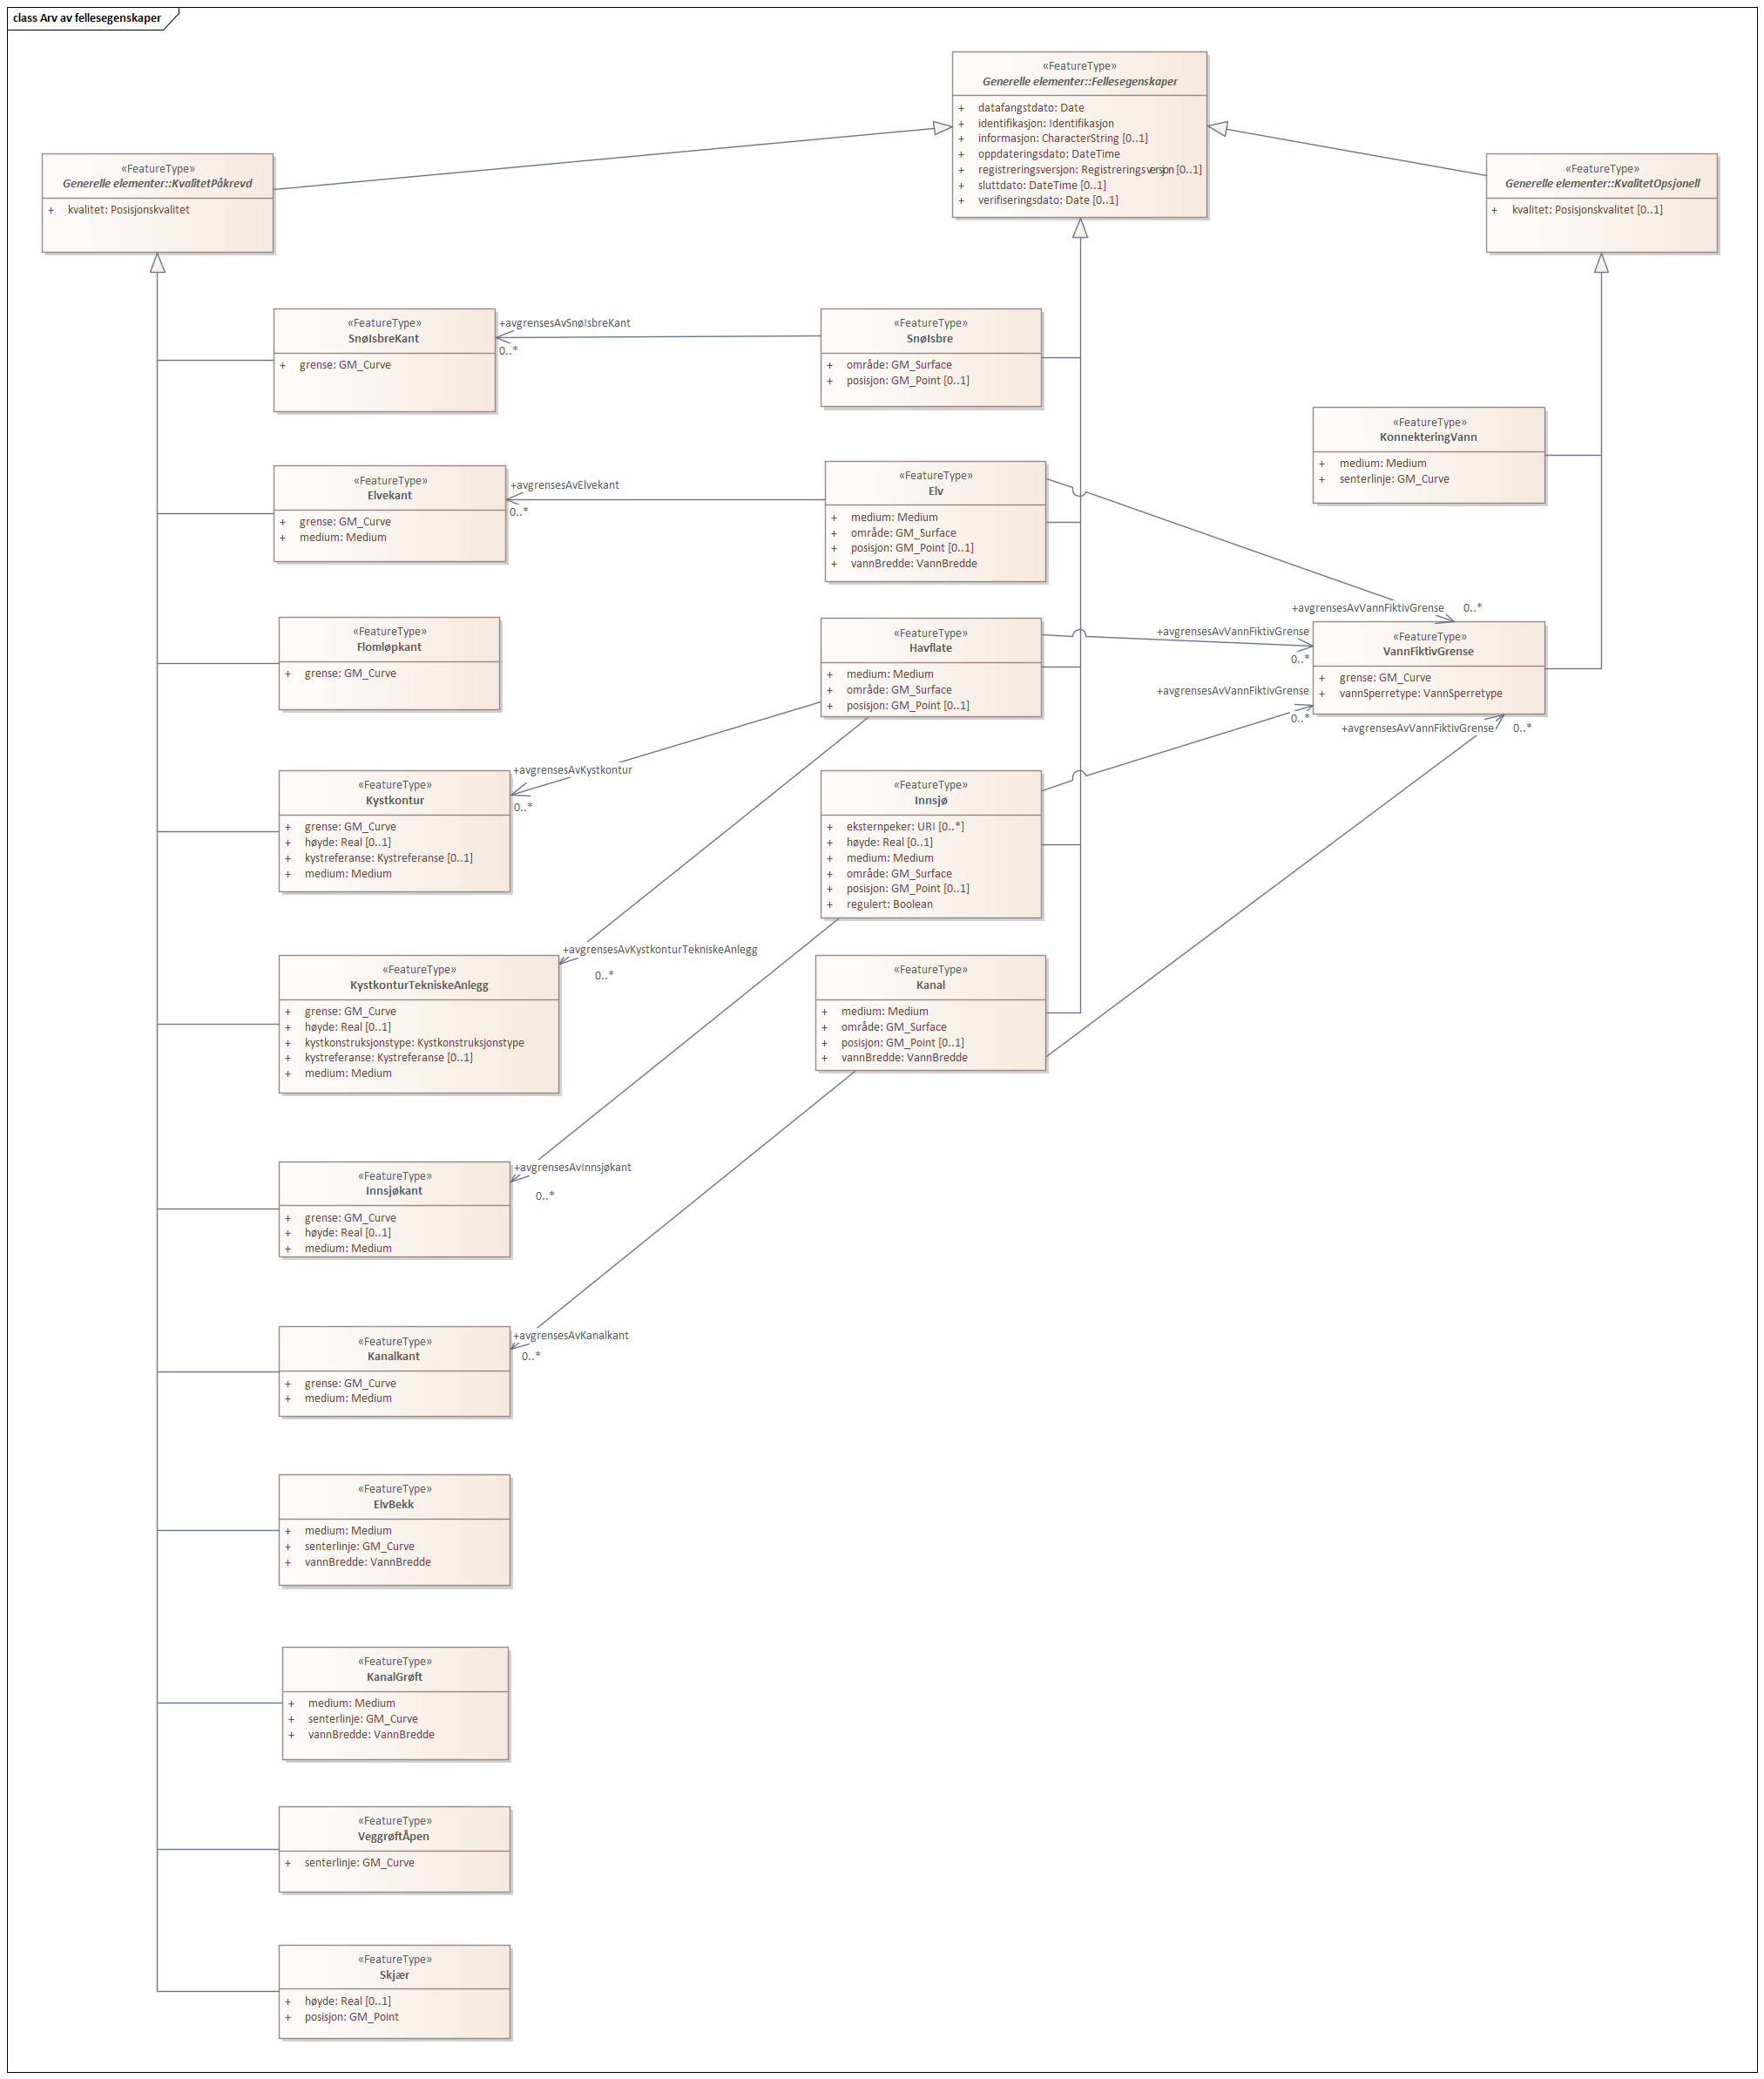 class Arv av fellesegenskaper
«FeatureType»
Generelle elementer::Fellesegenskaper
+ datafangstdato: Date
+ identifikasjon: Identifikasjon
+ informasjon: CharacterString [0..1]
+ oppdateringsdato: DateTime
+ registreringsversjon: Registreringsversjon [0..1]
+ sluttdato: DateTime [0..1]
+ verifiseringsdato: Date [0..1]
«FeatureType»
Generelle elementer::KvalitetPåkrevd
+ kvalitet: Posisjonskvalitet
«FeatureType»
Generelle elementer::KvalitetOpsjonell
+ kvalitet: Posisjonskvalitet [0..1]
«FeatureType»
SnøIsbreKant
+ grense: GM_Curve
+avgrensesAvSnøIsbreKant
0..*
«FeatureType»
SnøIsbre
+ område: GM_Surface
+ posisjon: GM_Point [0..1]
«FeatureType»
KonnekteringVann
+ medium: Medium
+ senterlinje: GM_Curve
«FeatureType»
Elvekant
+ grense: GM_Curve
+ medium: Medium
+avgrensesAvElvekant
0..*
«FeatureType»
Elv
+ medium: Medium
+ område: GM_Surface
+ posisjon: GM_Point [0..1]
+ vannBredde: VannBredde
+avgrensesAvVannFiktivGrense
0..*
«FeatureType»
Flomløpkant
+ grense: GM_Curve
«FeatureType»
Havflate
+ medium: Medium
+ område: GM_Surface
+ posisjon: GM_Point [0..1]
+avgrensesAvVannFiktivGrense
0..*
«FeatureType»
VannFiktivGrense
+ grense: GM_Curve
+ vannSperretype: VannSperretype
+avgrensesAvVannFiktivGrense
0..*
+avgrensesAvVannFiktivGrense
0..*
«FeatureType»
Kystkontur
+ grense: GM_Curve
+ høyde: Real [0..1]
+ kystreferanse: Kystreferanse [0..1]
+ medium: Medium
+avgrensesAvKystkontur
0..*
«FeatureType»
Innsjø
+ eksternpeker: URI [0..*]
+ høyde: Real [0..1]
+ medium: Medium
+ område: GM_Surface
+ posisjon: GM_Point [0..1]
+ regulert: Boolean
«FeatureType»
KystkonturTekniskeAnlegg
+ grense: GM_Curve
+ høyde: Real [0..1]
+ kystkonstruksjonstype: Kystkonstruksjonstype
+ kystreferanse: Kystreferanse [0..1]
+ medium: Medium
+avgrensesAvKystkonturTekniskeAnlegg
0..*
«FeatureType»
Kanal
+ medium: Medium
+ område: GM_Surface
+ posisjon: GM_Point [0..1]
+ vannBredde: VannBredde
«FeatureType»
Innsjøkant
+ grense: GM_Curve
+ høyde: Real [0..1]
+ medium: Medium
+avgrensesAvInnsjøkant
0..*
«FeatureType»
Kanalkant
+ grense: GM_Curve
+ medium: Medium
+avgrensesAvKanalkant
0..*
«FeatureType»
ElvBekk
+ medium: Medium
+ senterlinje: GM_Curve
+ vannBredde: VannBredde
«FeatureType»
KanalGrøft
+ medium: Medium
+ senterlinje: GM_Curve
+ vannBredde: VannBredde
«FeatureType»
VeggrøftÅpen
+ senterlinje: GM_Curve
«FeatureType»
Skjær
+ høyde: Real [0..1]
+ posisjon: GM_Point